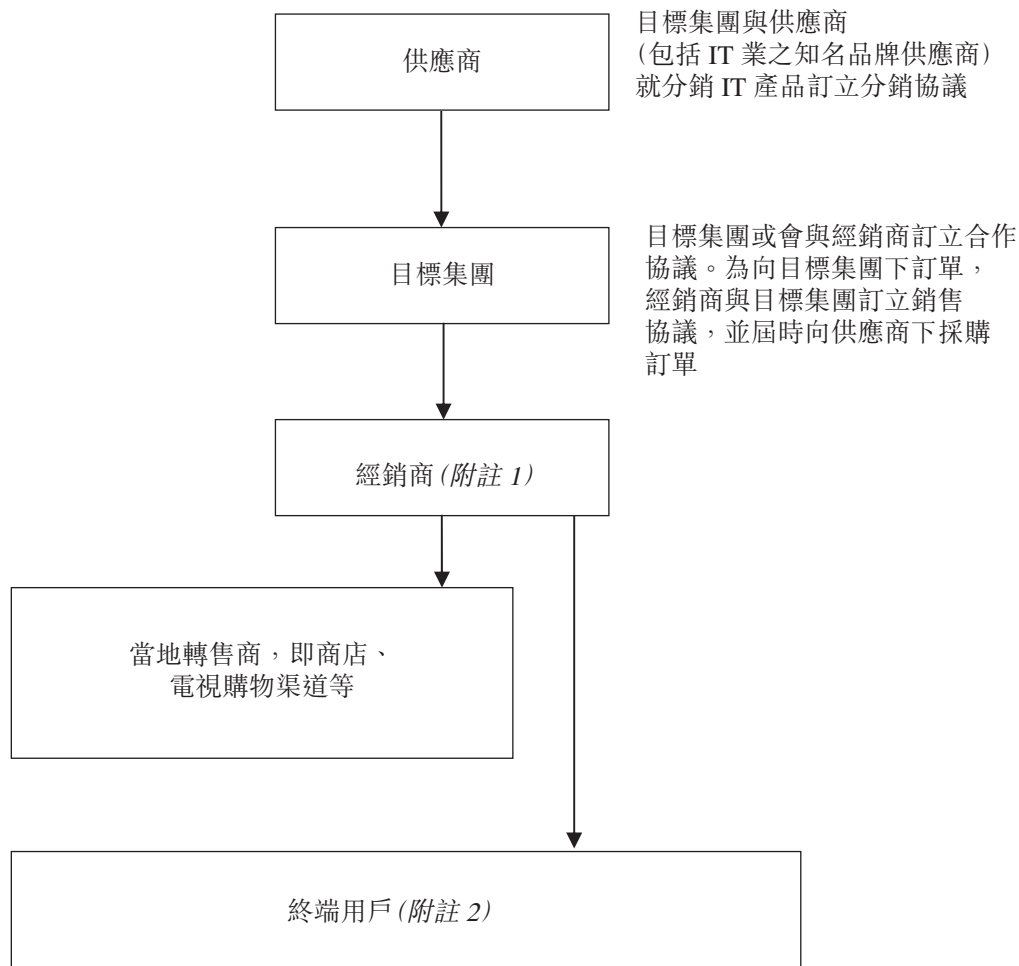 供應商
目標集團與供應商
(包括 IT 業之知名品牌供應商)
就分銷 IT 產品訂立分銷協議
目標集團
目標集團或會與經銷商訂立合作
協議。為向目標集團下訂單，
經銷商與目標集團訂立銷售
協議，並屆時向供應商下採購
訂單
經銷商(附註 1)
當地轉售商，即商店、
電視購物渠道等
終端用戶(附註 2)